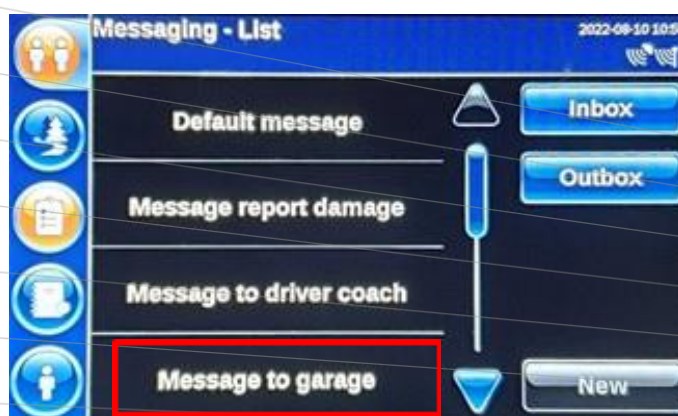 Messaging - List
2022-08-10 10:5
Default message
Inbox
Outbox
Message report damage
Message to driver coach
Message to garage
New